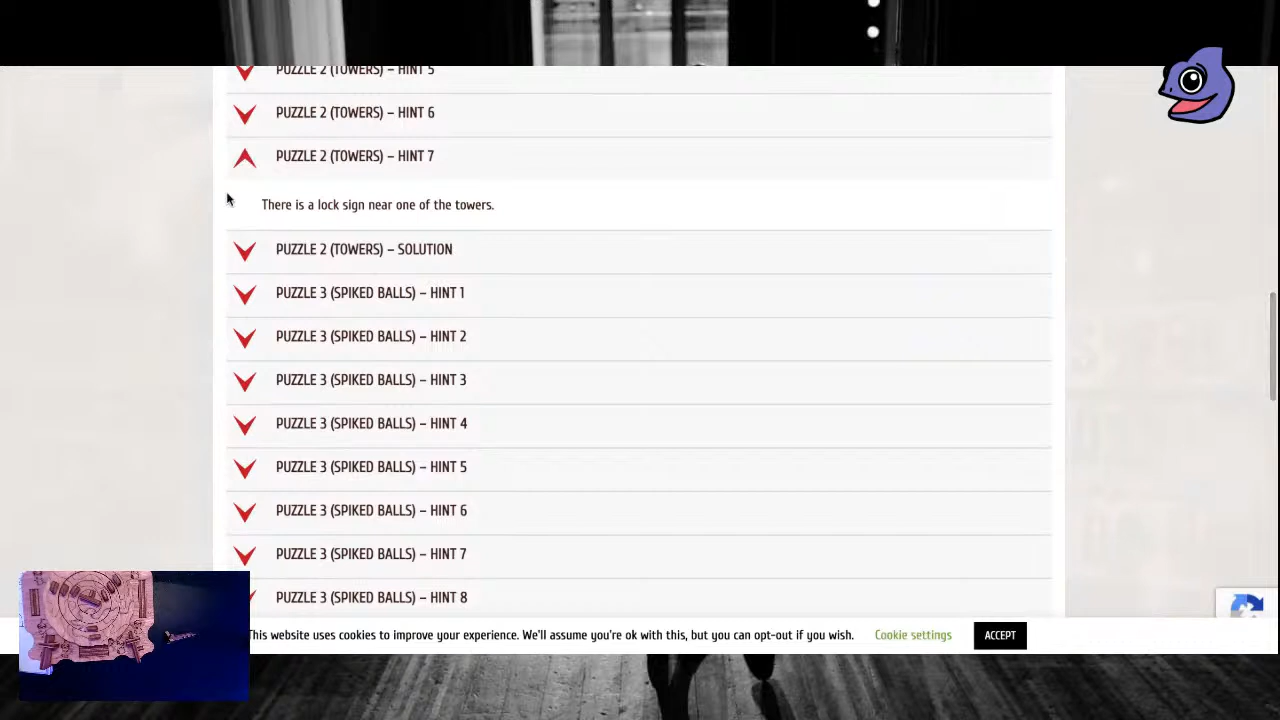 PUZZLE 2 (TOWERS) – HINT 5
PUZZLE 2 (TOWERS) – HINT 6
PUZZLE 2 (TOWERS) – HINT 7
There is a lock sign near one of the towers.
PUZZLE 2 (TOWERS) – SOLUTION
PUZZLE 3 (SPIKED BALLS) – HINT 1
PUZZLE 3 (SPIKED BALLS) – HINT 2
PUZZLE 3 (SPIKED BALLS) – HINT 3
PUZZLE 3 (SPIKED BALLS) – HINT 4
PUZZLE 3 (SPIKED BALLS) – HINT 5
PUZZLE 3 (SPIKED BALLS) – HINT 6
PUZZLE 3 (SPIKED BALLS) – HINT 7
PUZZLE 3 (SPIKED BALLS) – HINT 8
This website uses cookies to improve your experience. We'll assume you're ok with this, but you can opt-out if you wish. Cookie settings ACCEPT